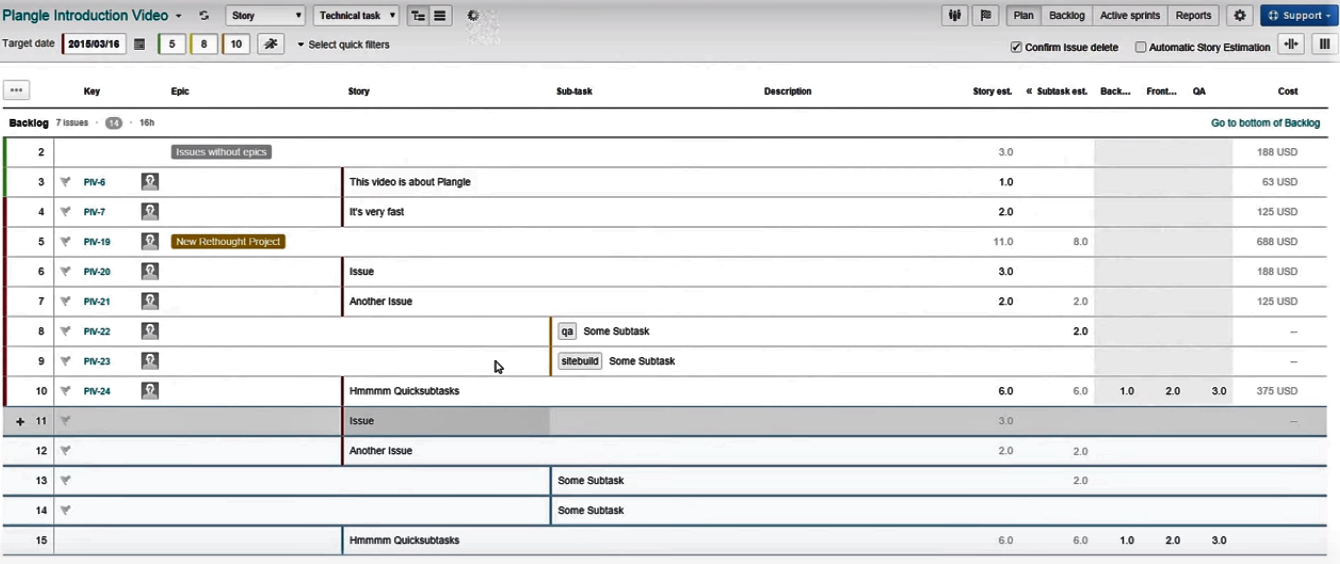 Plangle Introduction Video Story Technical task Plan Backlog Active sprints Reports Support
Target date 2015/03/16 5 8 10 Select quick filters Confirm Issue delete Automatic Story Estimation
... Key Epic Story Sub-task Description Story est. « Subtask est. Back... Front... QA Cost
Backlog 7 issues · 14 · 16h Go to bottom of Backlog
2 Issues without epics 3.0 188 USD
3 PIV-6 This video is about Plangle 1.0 63 USD
4 PIV-7 It's very fast 2.0 125 USD
5 PIV-19 New Rethought Project 11.0 8.0 688 USD
6 PIV-20 Issue 3.0 188 USD
7 PIV-21 Another Issue 2.0 2.0 125 USD
8 PIV-22 qa Some Subtask 2.0 --
9 PIV-23 sitebuild Some Subtask --
10 PIV-24 Hmmmm Quicksubtasks 6.0 6.0 1.0 2.0 3.0 375 USD
+ 11 Issue 3.0 --
12 Another Issue 2.0 2.0
13 Some Subtask 2.0
14 Some Subtask
15 Hmmmm Quicksubtasks 6.0 6.0 1.0 2.0 3.0